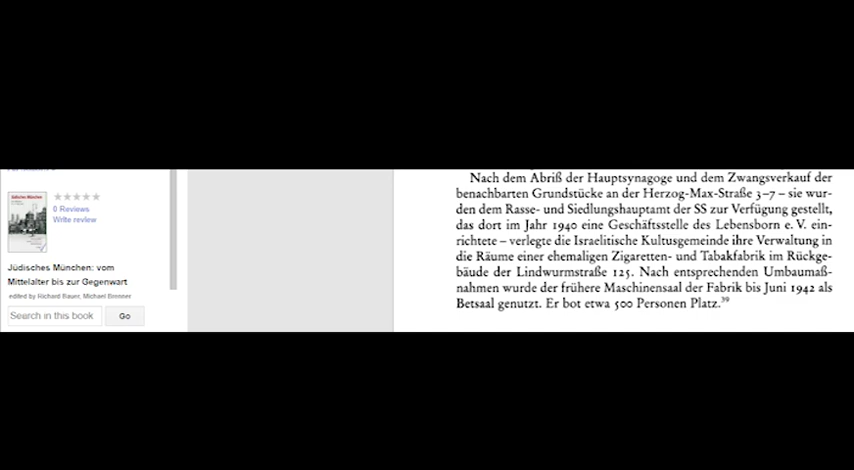 0 Reviews
Write review
Jüdisches München: vom
Mittelalter bis zur Gegenwart
edited by Richard Bauer, Michael Brenner
Search in this book
Go
Nach dem Abriß der Hauptsynagoge und dem Zwangsverkauf der
benachbarten Grundstücke an der Herzog-Max-Straße 3–7 – sie wur-
den dem Rasse- und Siedlungshauptamt der SS zur Verfügung gestellt,
das dort im Jahr 1940 eine Geschäftsstelle des Lebensborn e. V. ein-
richtete – verlegte die Israelitische Kultusgemeinde ihre Verwaltung in
die Räume einer ehemaligen Zigaretten- und Tabakfabrik im Rückge-
bäude der Lindwurmstraße 125. Nach entsprechenden Umbaumaß-
nahmen wurde der frühere Maschinensaal der Fabrik bis Juni 1942 als
Betsaal genutzt. Er bot etwa 500 Personen Platz.³⁹